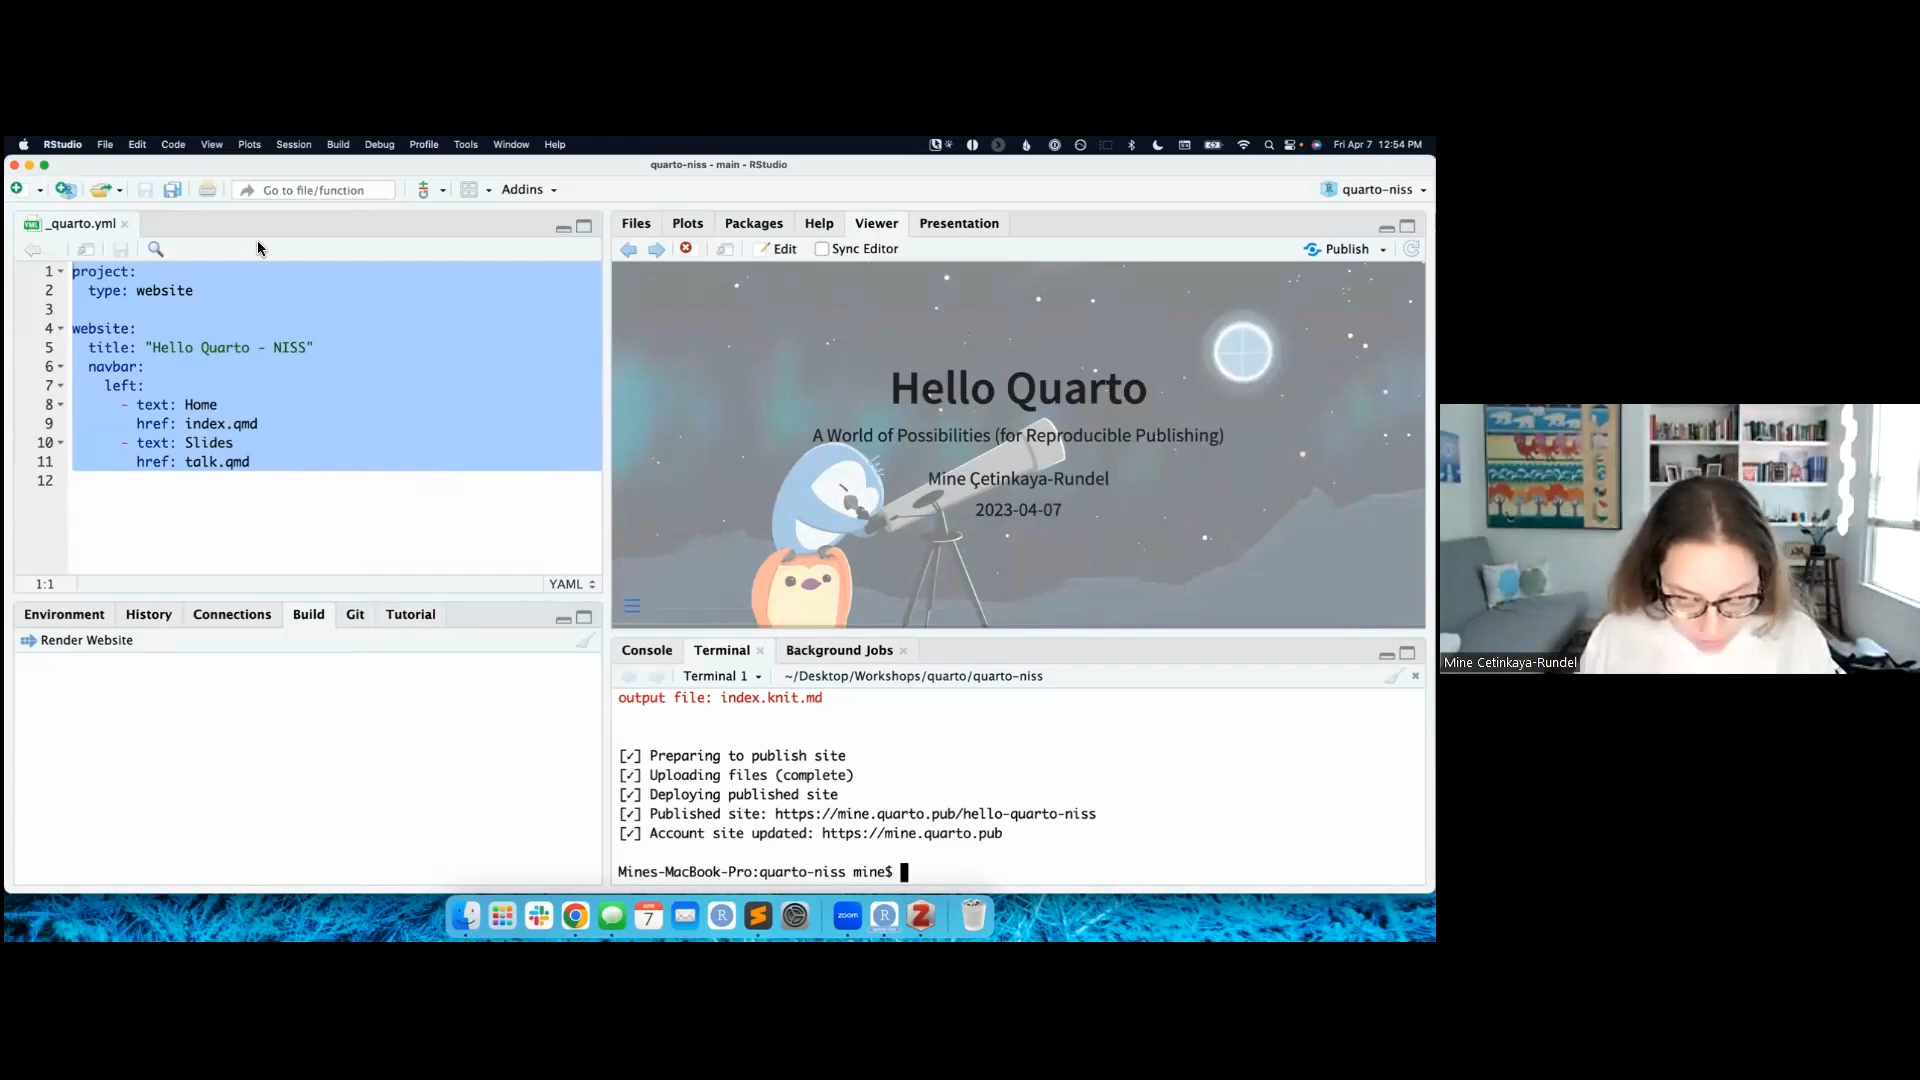 RStudio File Edit Code View Plots Session Build Debug Profile Tools Window Help Fri Apr 7 12:54 PM
quarto-niss - main - RStudio
Go to file/function Addins quarto-niss
_quarto.yml
1 project:
2 type: website
3
4 website:
5 title: "Hello Quarto - NISS"
6 navbar:
7 left:
8 - text: Home
9 href: index.qmd
10 - text: Slides
11 href: talk.qmd
12
1:1 YAML
Environment History Connections Build Git Tutorial
Render Website
Files Plots Packages Help Viewer Presentation
Edit Sync Editor Publish
Hello Quarto
A World of Possibilities (for Reproducible Publishing)
Mine Çetinkaya-Rundel
2023-04-07
Console Terminal Background Jobs
Terminal 1 ~/Desktop/Workshops/quarto/quarto-niss
output file: index.knit.md
[✓] Preparing to publish site
[✓] Uploading files (complete)
[✓] Deploying published site
[✓] Published site: https://mine.quarto.pub/hello-quarto-niss
[✓] Account site updated: https://mine.quarto.pub
Mines-MacBook-Pro:quarto-niss mine$
APR
7
R
zoom
R
Z
Mine Cetinkaya-Rundel